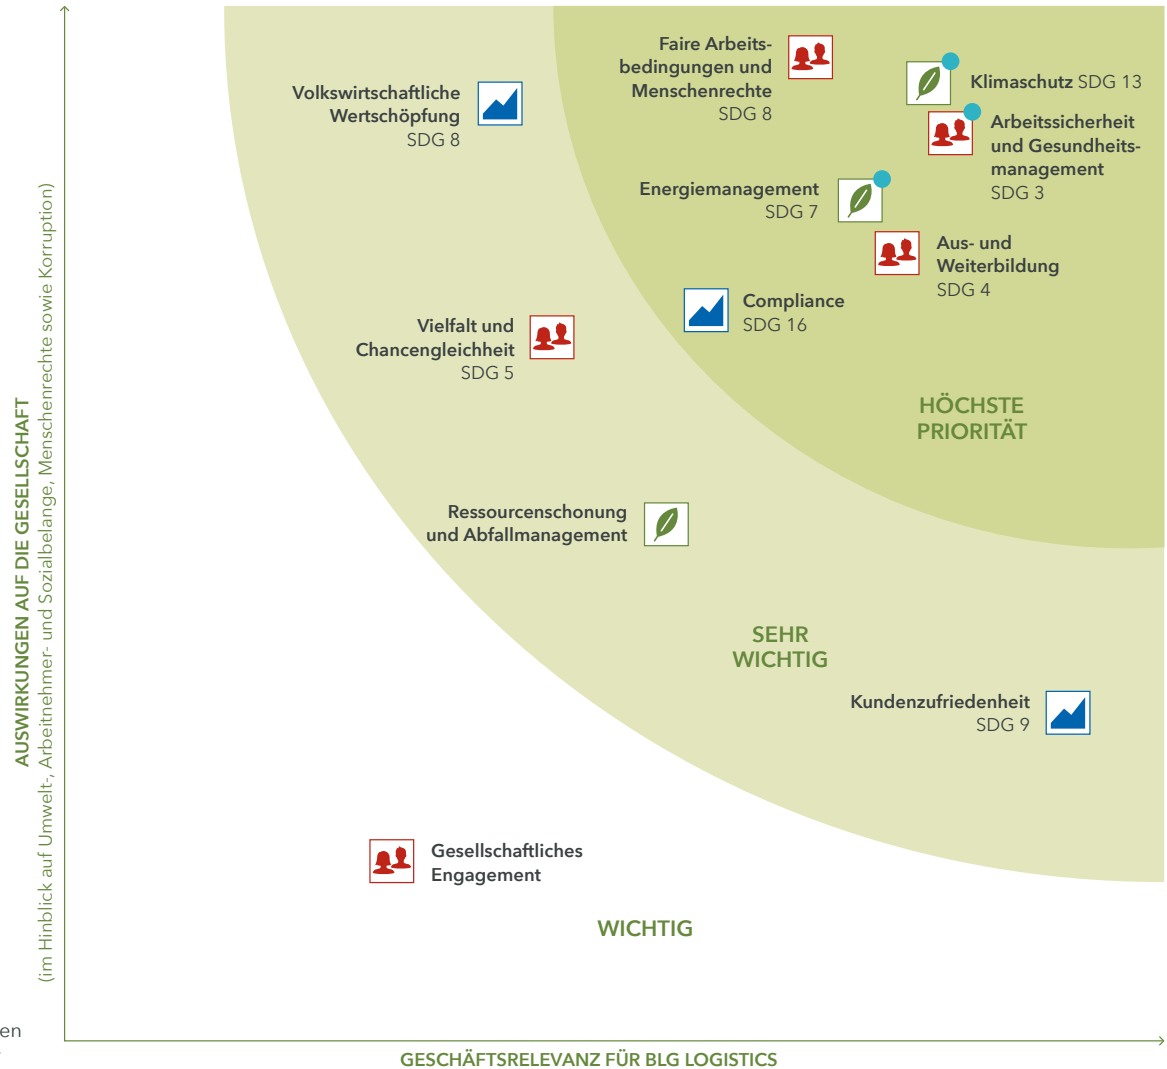 Faire Arbeits-
bedingungen und
Menschenrechte
SDG 8
Klimaschutz SDG 13
Volkswirtschaftliche
Wertschöpfung
SDG 8
Arbeitssicherheit
und Gesundheits-
management
SDG 3
Energiemanagement
SDG 7
Aus- und
Weiterbildung
SDG 4
Compliance
SDG 16
Vielfalt und
Chancengleichheit
SDG 5
HÖCHSTE
PRIORITÄT
Ressourcenschonung
und Abfallmanagement
SEHR
WICHTIG
Kundenzufriedenheit
SDG 9
Gesellschaftliches
Engagement
WICHTIG
AUSWIRKUNGEN AUF DIE GESELLSCHAFT
(im Hinblick auf Umwelt-, Arbeitnehmer- und Sozialbelange, Menschenrechte sowie Korruption)
en
GESCHÄFTSRELEVANZ FÜR BLG LOGISTICS